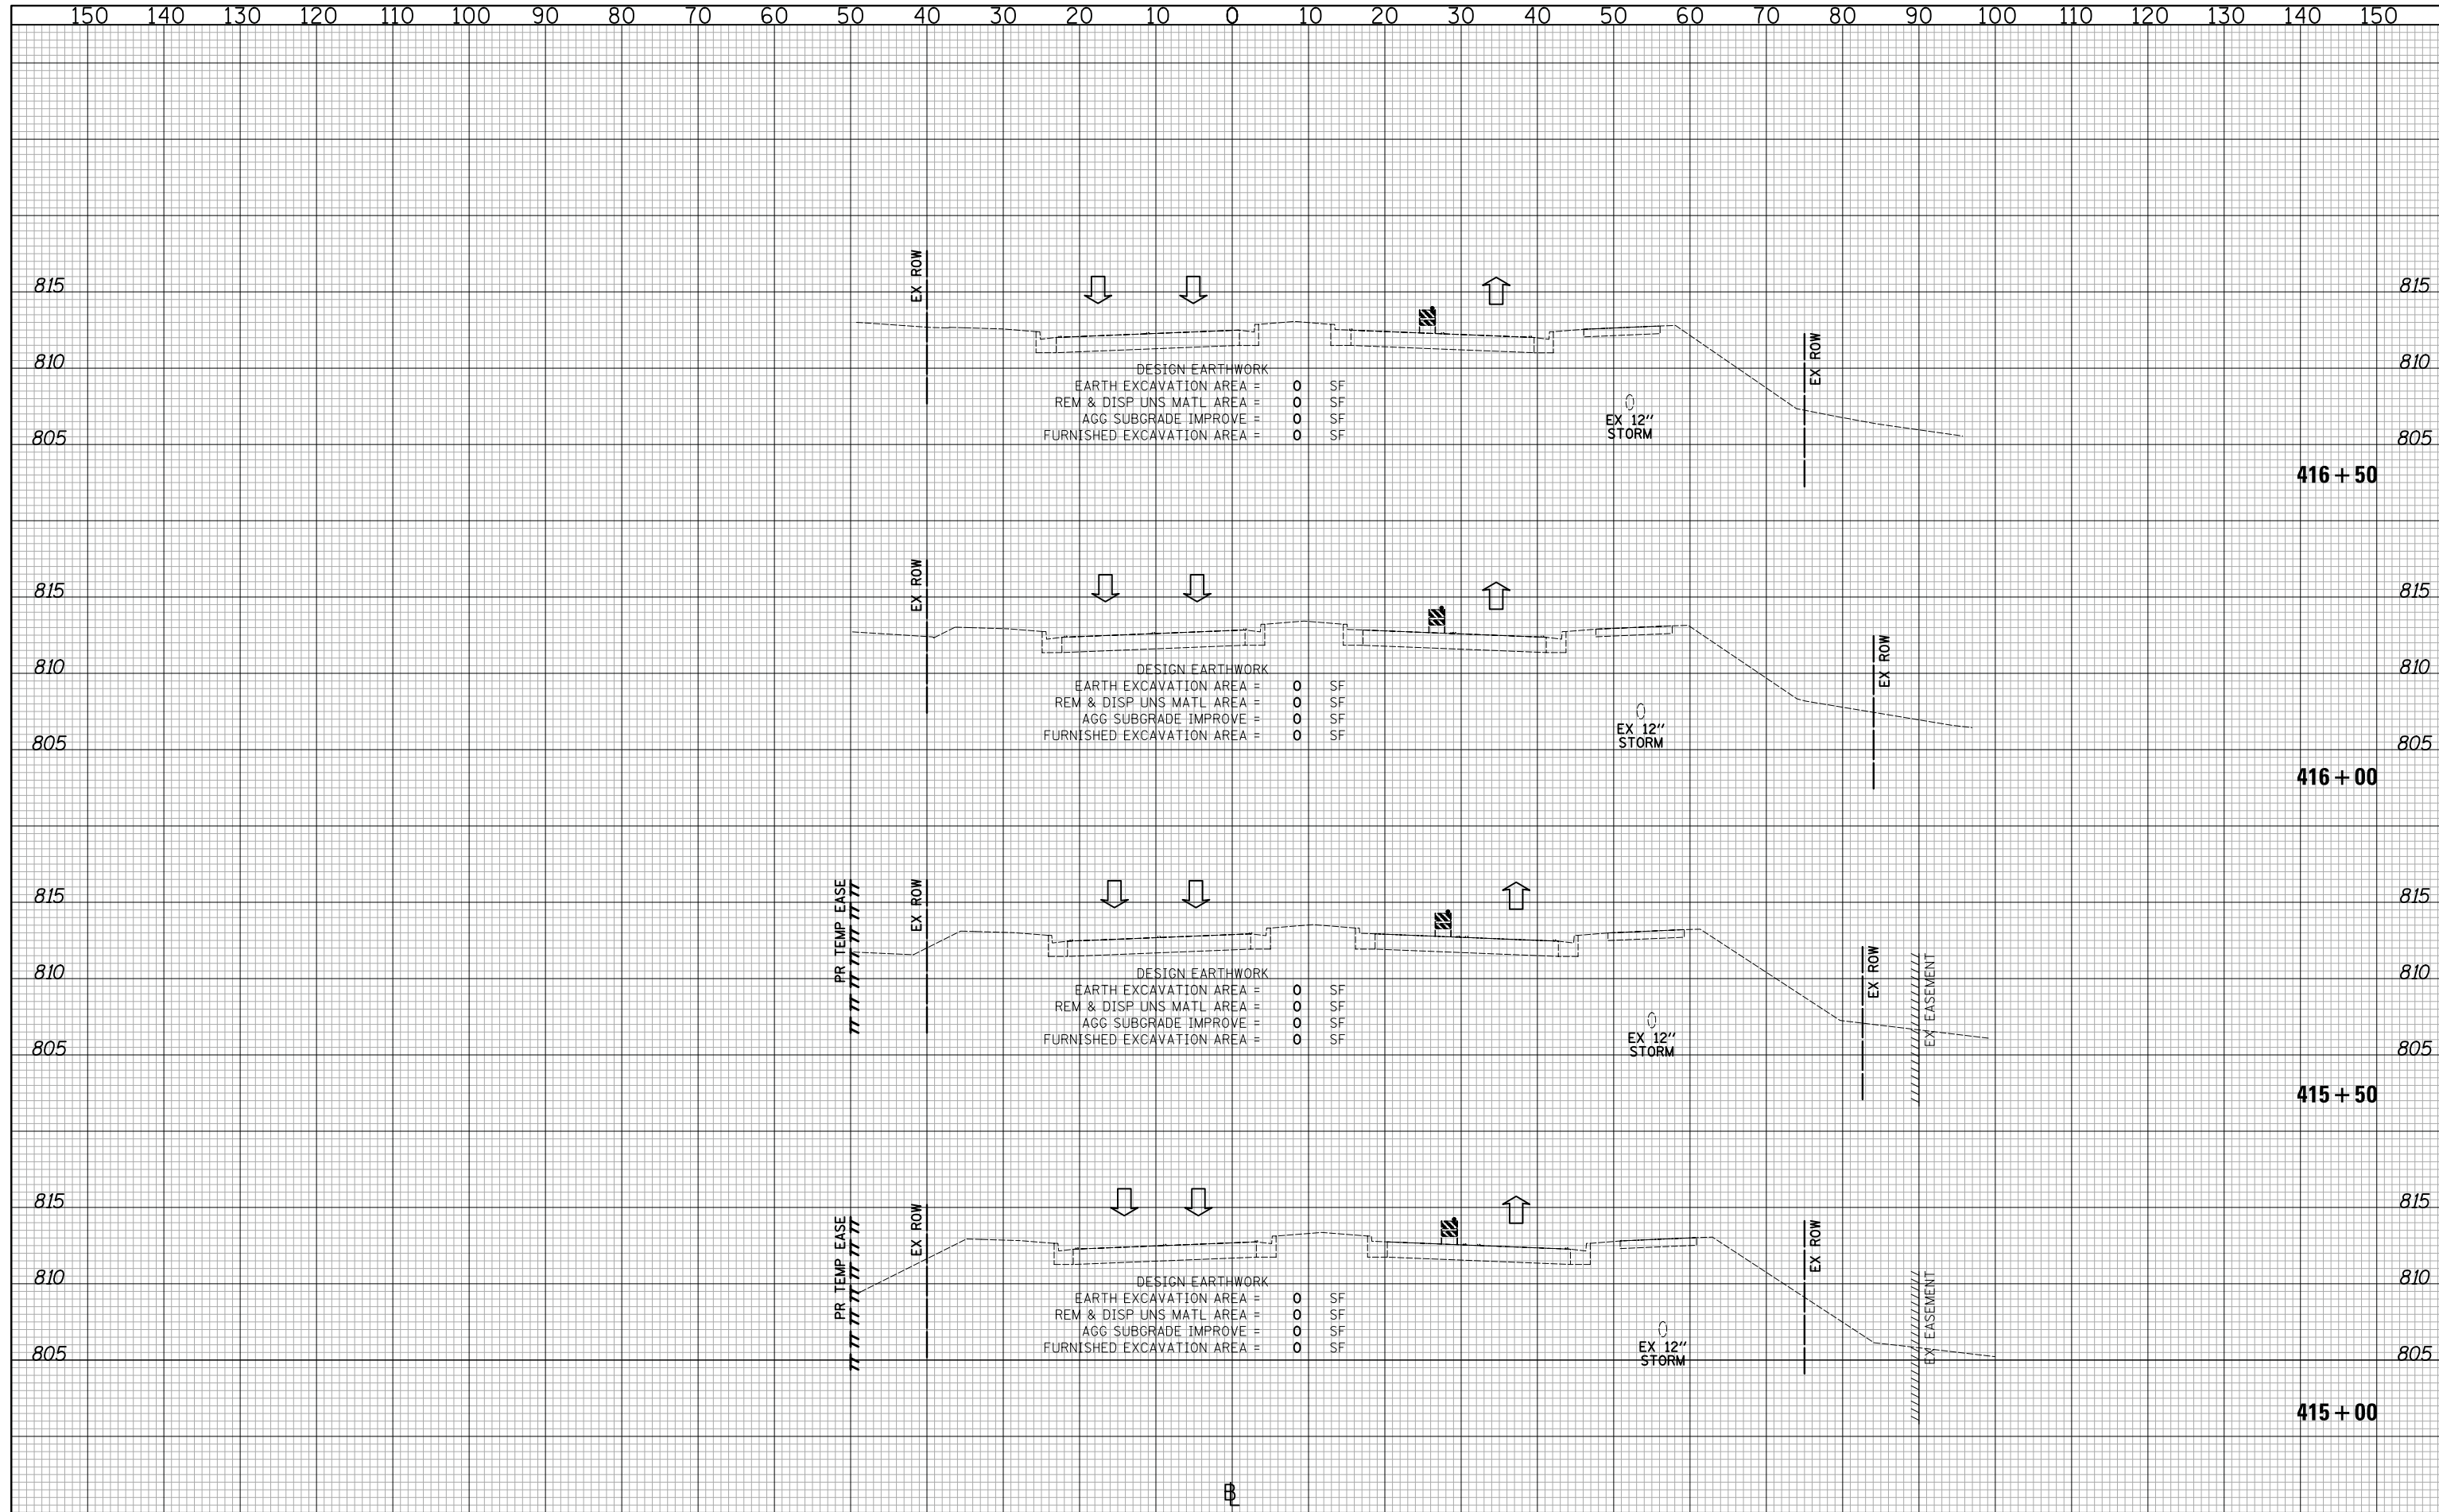 150 140 130 120 110 100 90 80 70 60 50 40 30 20 10 0 10 20 30 40 50 60 70 80 90 100 110 120 130 140 150
EX ROW
815 815
810 EX ROW 810
DESIGN EARTHWORK
EARTH EXCAVATION AREA = 0 SF
REM & DISP UNS MATL AREA = 0 SF
AGG SUBGRADE IMPROVE = 0 SF
FURNISHED EXCAVATION AREA = 0 SF
EX 12"
STORM
805 805
416+50
EX ROW
815 815
810 EX ROW 810
DESIGN EARTHWORK
EARTH EXCAVATION AREA = 0 SF
REM & DISP UNS MATL AREA = 0 SF
AGG SUBGRADE IMPROVE = 0 SF
FURNISHED EXCAVATION AREA = 0 SF
EX 12"
STORM
805 805
416+00
PR TEMP EASE
EX ROW
815 815
810 EX ROW 810
EX EASEMENT
DESIGN EARTHWORK
EARTH EXCAVATION AREA = 0 SF
REM & DISP UNS MATL AREA = 0 SF
AGG SUBGRADE IMPROVE = 0 SF
FURNISHED EXCAVATION AREA = 0 SF
EX 12"
STORM
805 805
415+50
PR TEMP EASE
EX ROW
815 815
EX ROW
810 810
EX EASEMENT
DESIGN EARTHWORK
EARTH EXCAVATION AREA = 0 SF
REM & DISP UNS MATL AREA = 0 SF
AGG SUBGRADE IMPROVE = 0 SF
FURNISHED EXCAVATION AREA = 0 SF
EX 12"
STORM
805 805
415+00
BL